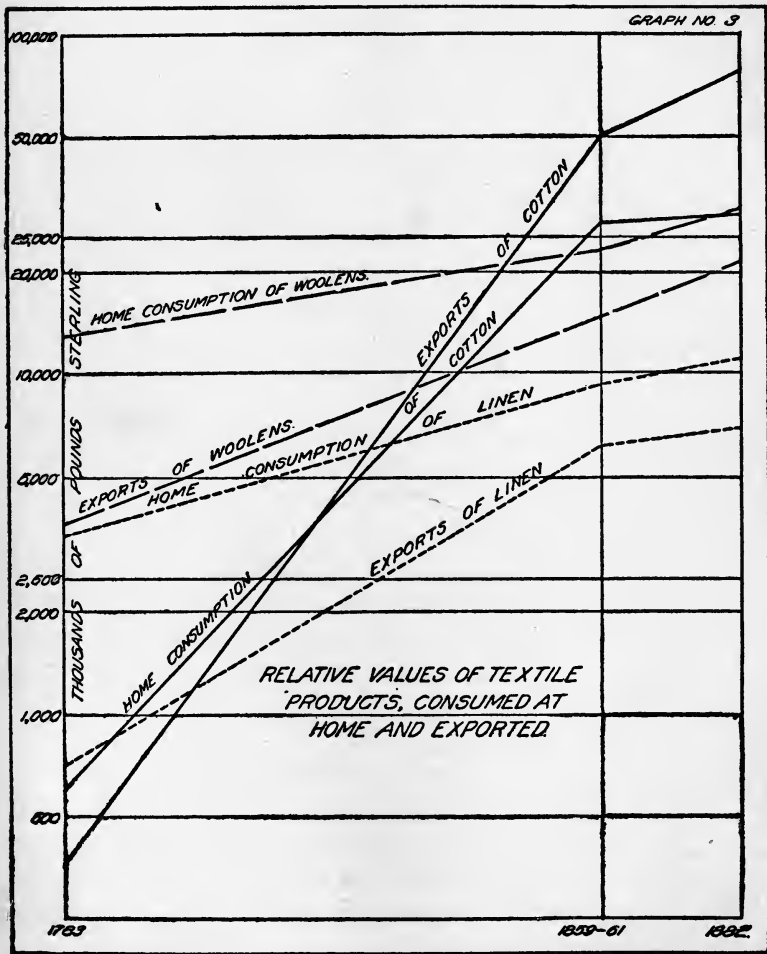 GRAPH NO. 3
100,000
50,000
25,000
20,000
10,000
5,000
2,500
2,000
1,000
500
THOUSANDS OF POUNDS STERLING
HOME CONSUMPTION OF WOOLENS.
EXPORTS OF COTTON
HOME CONSUMPTION OF COTTON
EXPORTS OF WOOLENS.
HOME CONSUMPTION OF LINEN
EXPORTS OF LINEN
RELATIVE VALUES OF TEXTILE
PRODUCTS, CONSUMED AT
HOME AND EXPORTED.
1783
1859-61
1882.